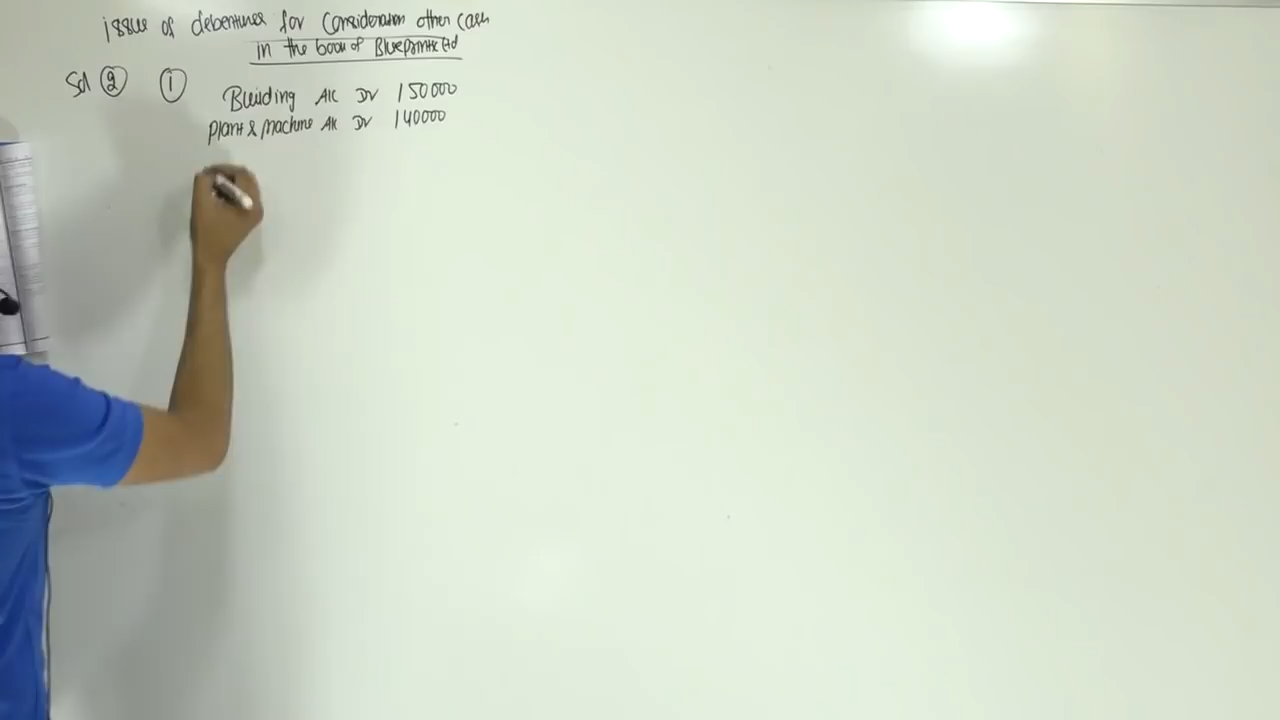 issue of debentures for Consideration other Cash
in the book of Blueprints Ltd
Sol ② ① Building A/c Dr 150000
Plant & Machine A/c Dr 140000